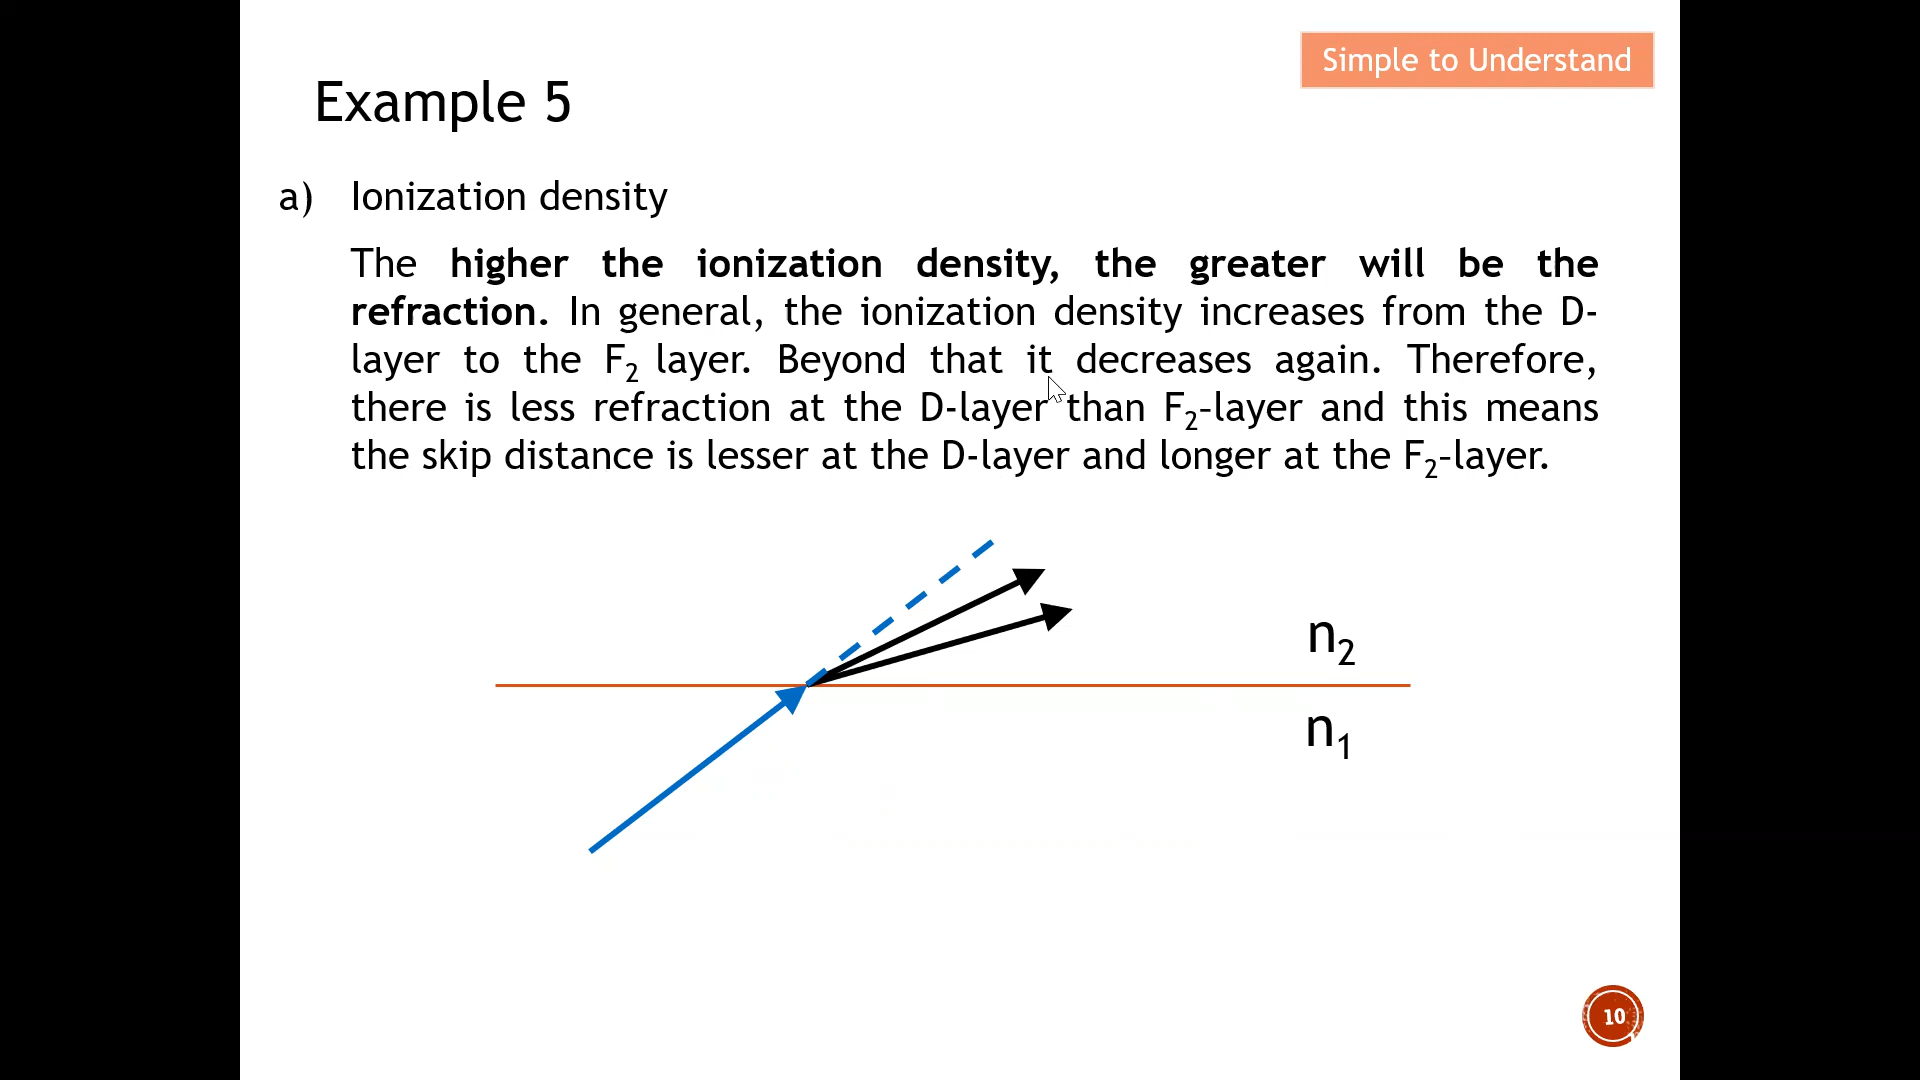 Simple to Understand
Example 5
a) Ionization density
The higher the ionization density, the greater will be the
refraction. In general, the ionization density increases from the D-
layer to the F₂ layer. Beyond that it decreases again. Therefore,
there is less refraction at the D-layer than F₂-layer and this means
the skip distance is lesser at the D-layer and longer at the F₂-layer.
n₂
n₁
10